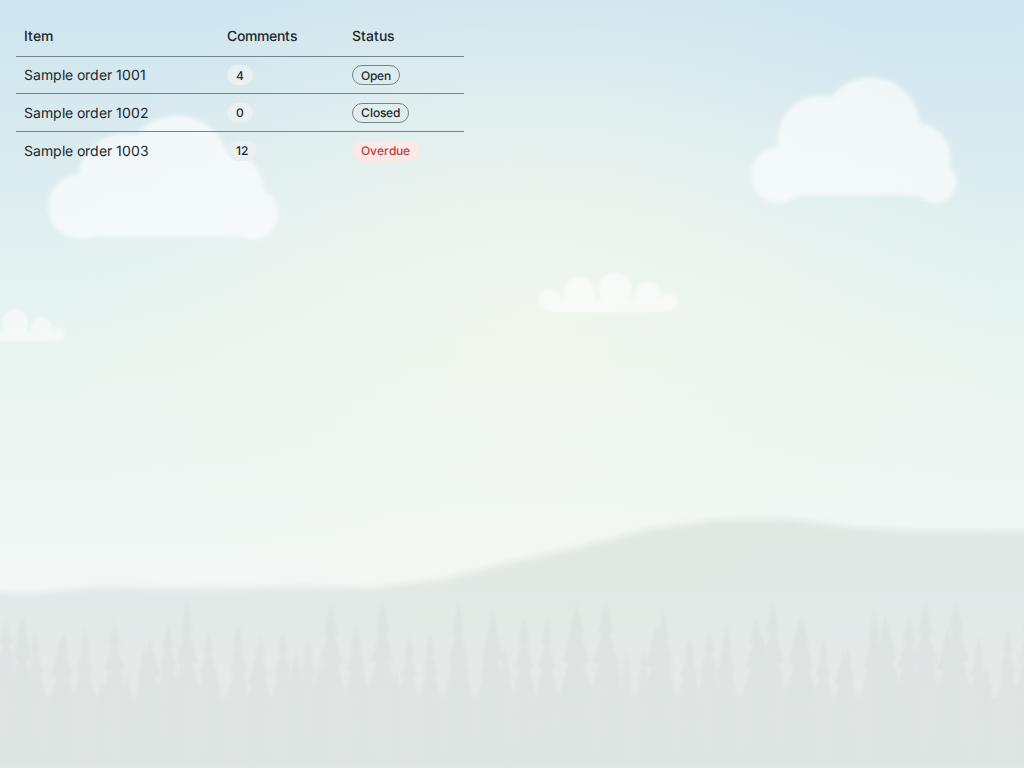 Item Comments Status
Sample order 1001 4 Open
Sample order 1002 0 Closed
Sample order 1003 12 Overdue